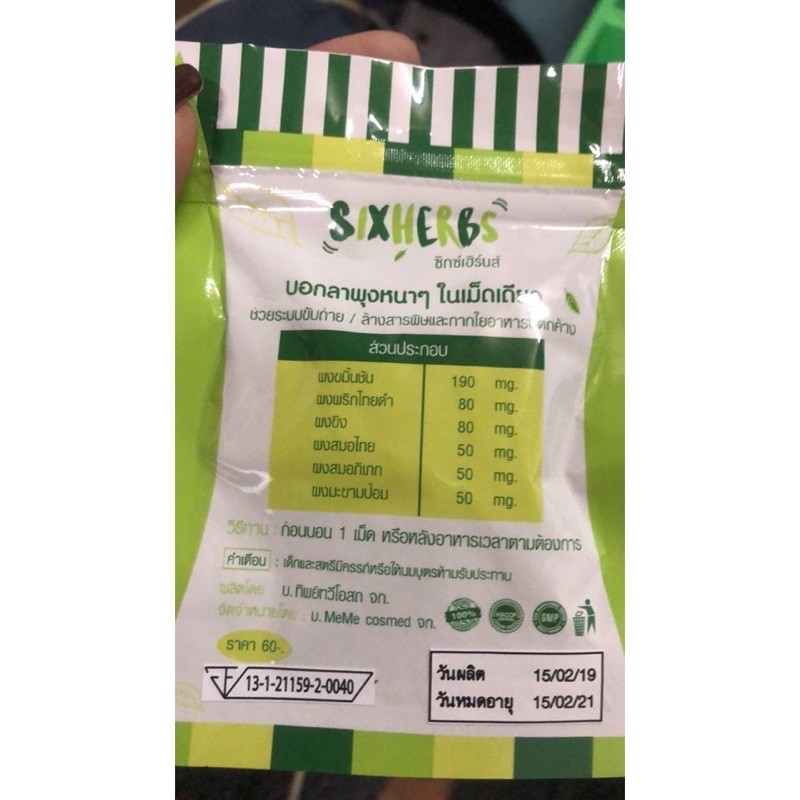 SIXHERBS
ซิกซ์เฮิร์บส์
บอกลาพุงหนาๆ ในเม็ดเดียว
ช่วยระบบขับถ่าย / ล้างสารพิษและกากใยอาหารตกค้าง
ส่วนประกอบ
ผงขมิ้นชัน 190 mg.
ผงพริกไทยดำ 80 mg.
ผงขิง 80 mg.
ผงสมอไทย 50 mg.
ผงสมอภิเภก 50 mg.
ผงมะขามป้อม 50 mg.
วิธีทาน : ก่อนนอน 1 เม็ด หรือหลังอาหารเวลาตามต้องการ
คำเตือน : เด็กและสตรีมีครรภ์หรือให้นมบุตรห้ามรับประทาน
ผลิตโดย : บ.ทิพย์ทวีโอสถ จก.
จัดจำหน่ายโดย : บ.MeMe cosmed จก.
100%
GMP
ราคา 60-.
13-1-21159-2-0040
วันผลิต 15/02/19
วันหมดอายุ 15/02/21